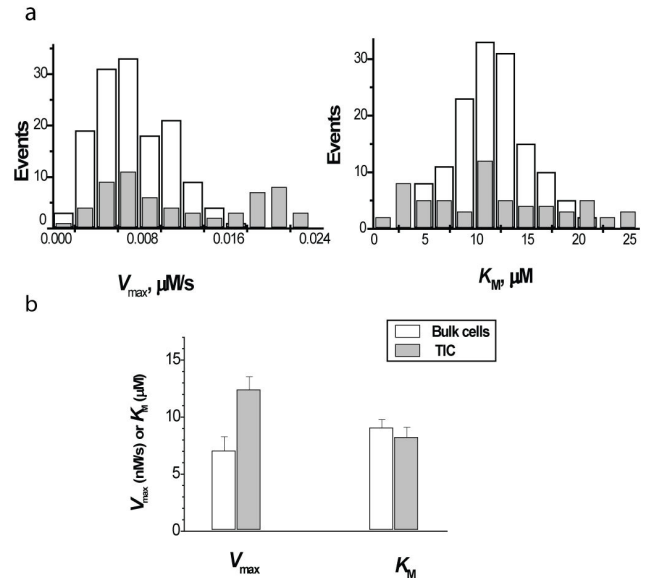 a
30
20
10
0
Events
0.000
0.008
0.016
0.024
Vmax, µM/s
30
20
10
0
Events
0
5
10
15
20
25
KM, µM
b
Bulk cells
TIC
15
10
5
0
Vmax (nM/s) or KM (µM)
Vmax
KM